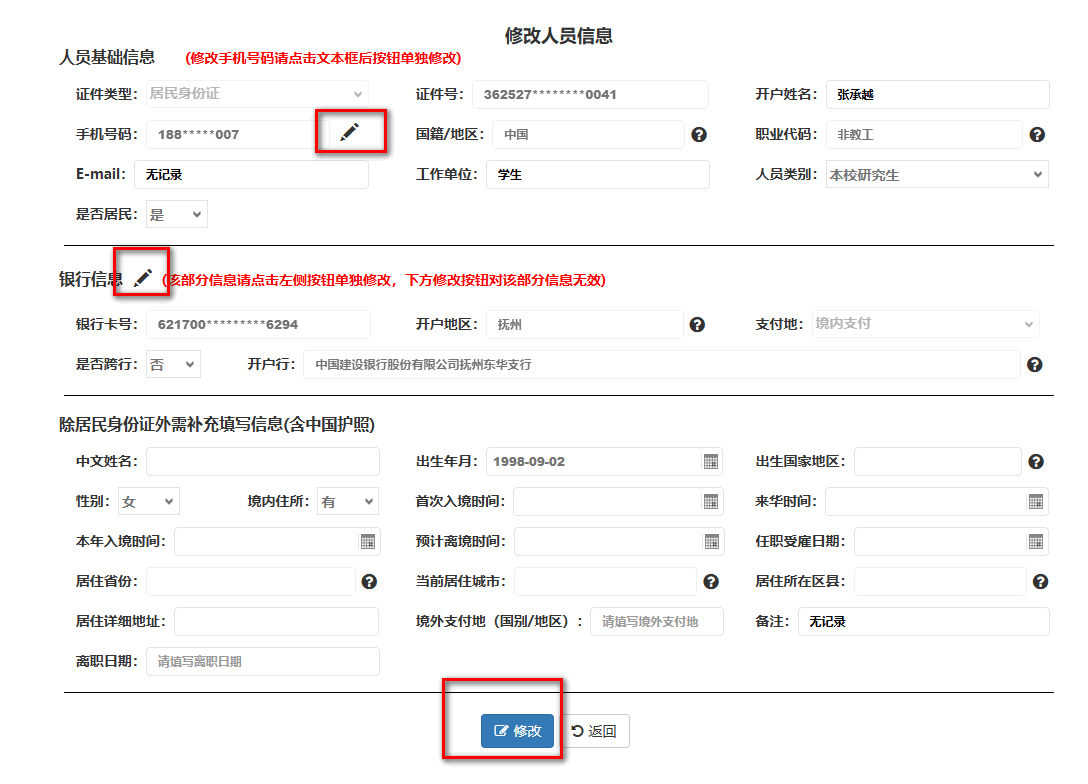 修改人员信息
人员基础信息 (修改手机号码请点击文本框后按钮单独修改)
证件类型: 居民身份证 证件号: 362527********0041 开户姓名: 张承越
手机号码: 188*****007 国籍/地区: 中国 职业代码: 非教工
E-mail: 无记录 工作单位: 学生 人员类别: 本校研究生
是否居民: 是
银行信息 (该部分信息请点击左侧按钮单独修改，下方修改按钮对该部分信息无效)
银行卡号: 621700*********6294 开户地区: 抚州 支付地: 境内支付
是否跨行: 否 开户行: 中国建设银行股份有限公司抚州东华支行
除居民身份证外需补充填写信息(含中国护照)
中文姓名: 出生年月: 1998-09-02 出生国家地区:
性别: 女 境内住所: 有 首次入境时间: 来华时间:
本年入境时间: 预计离境时间: 任职受雇日期:
居住省份: 当前居住城市: 居住所在区县:
居住详细地址: 境外支付地（国别/地区）: 请填写境外支付地 备注: 无记录
离职日期: 请填写离职日期
修改 返回